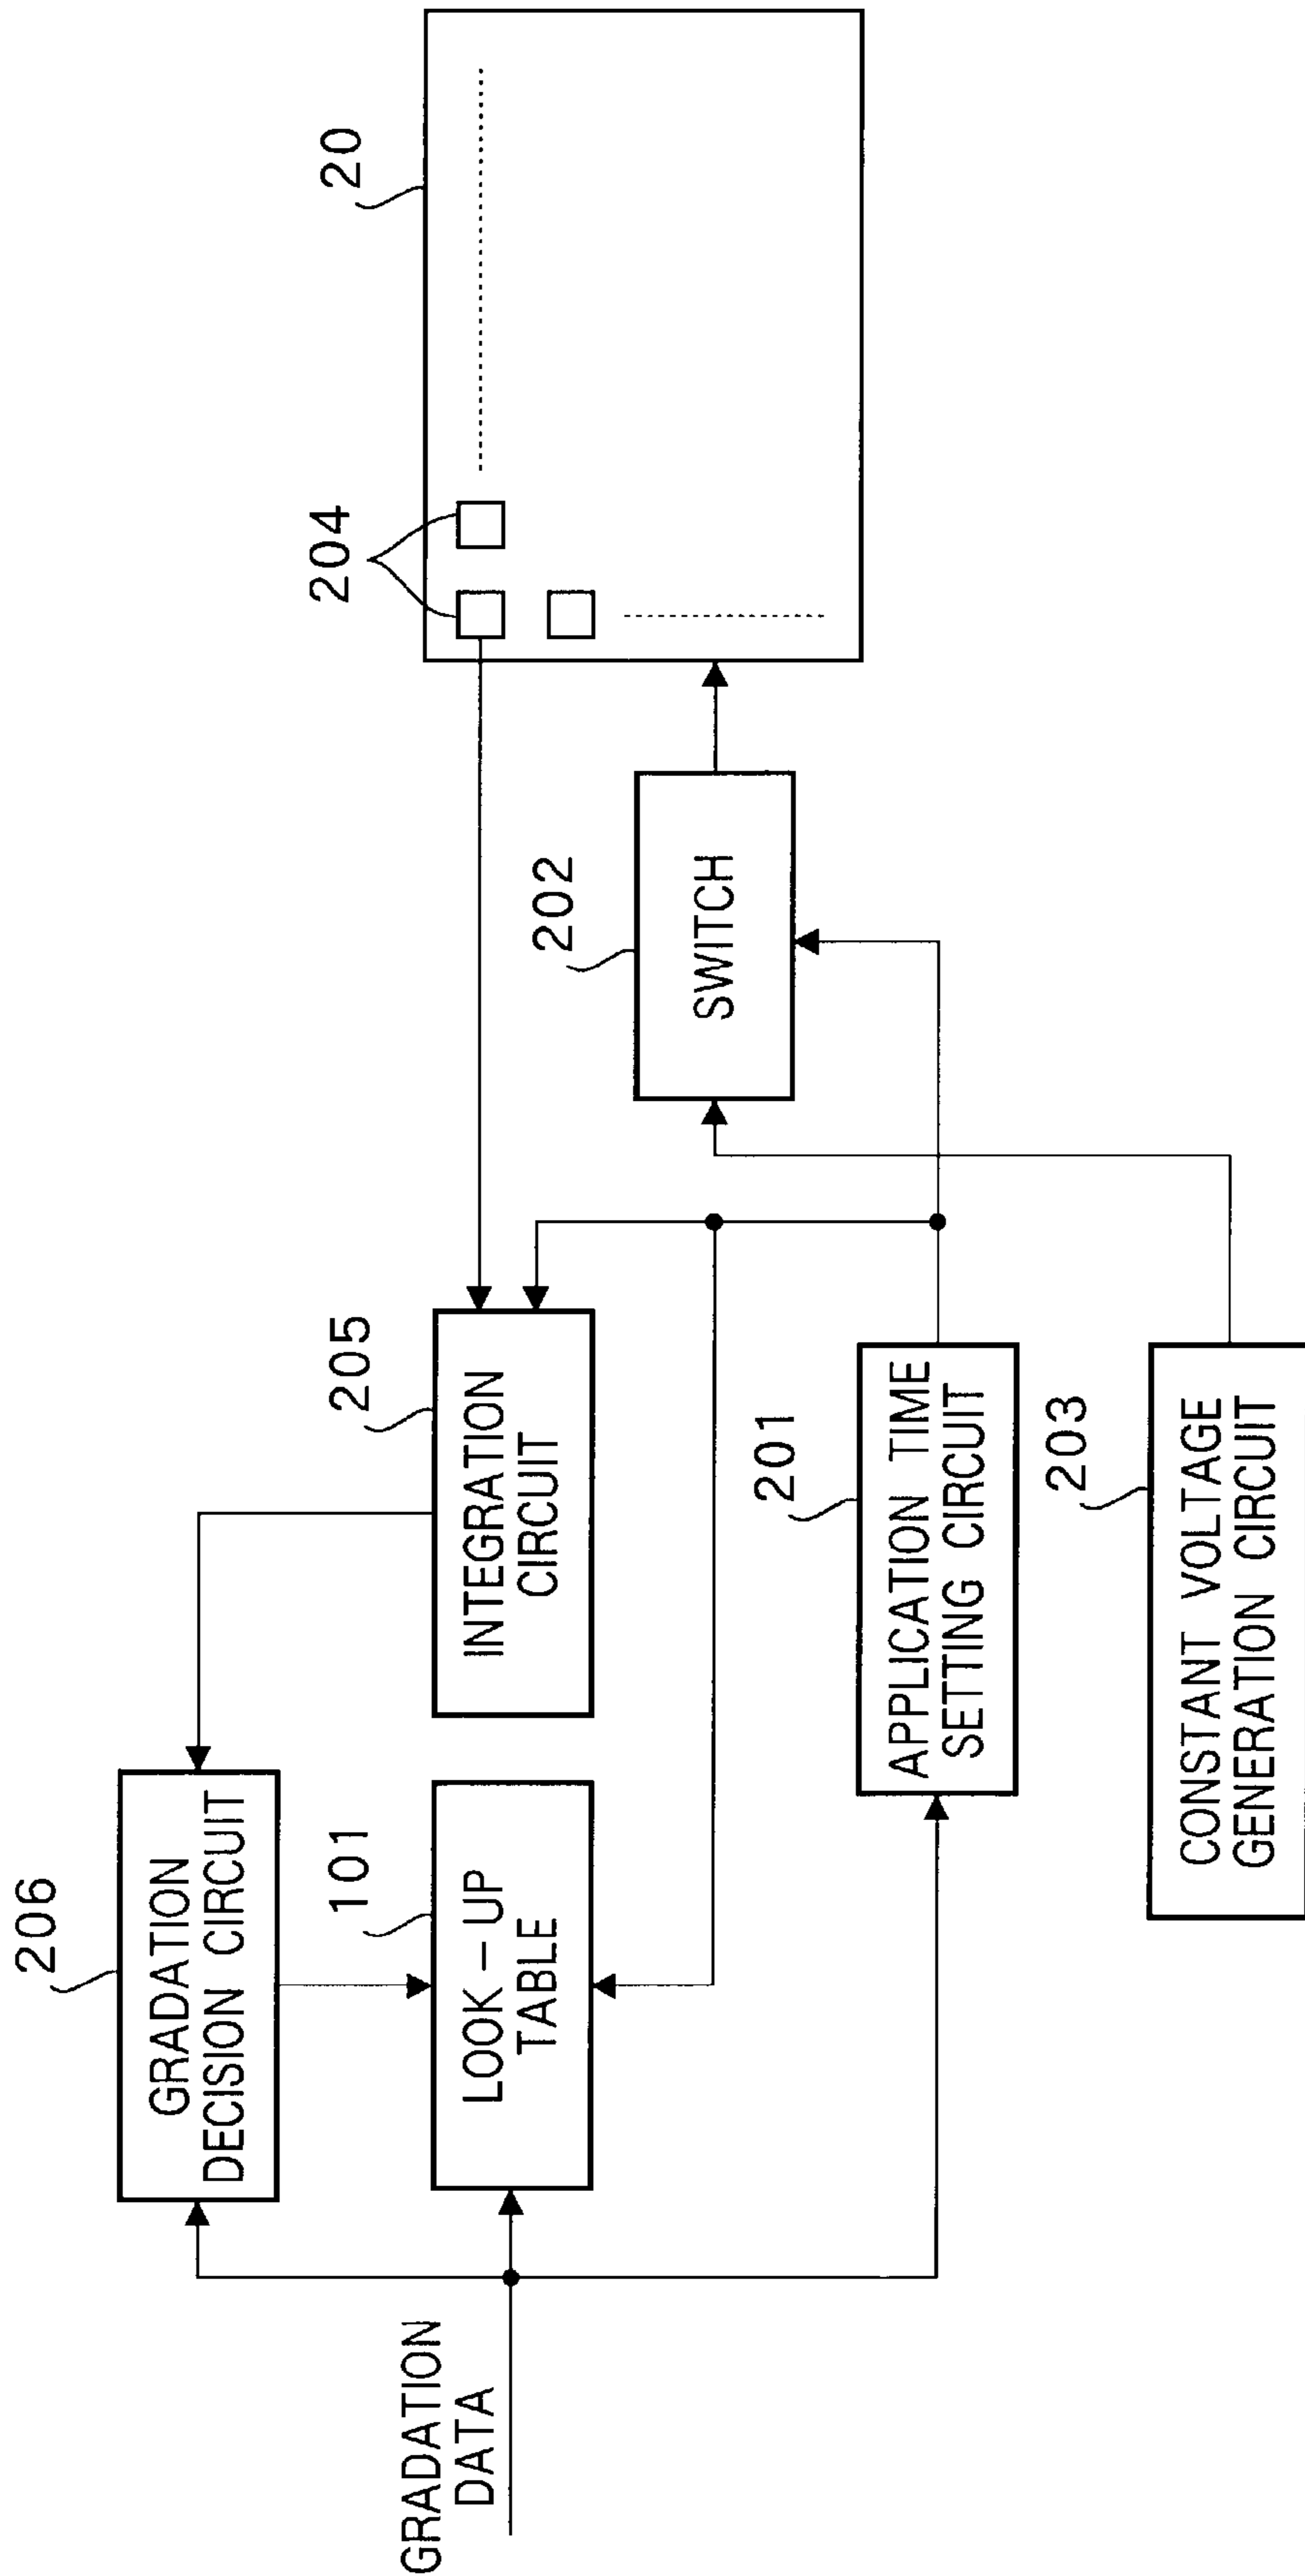 206
GRADATION
DECISION CIRCUIT
101
LOOK-UP
TABLE
205
INTEGRATION
CIRCUIT
204
20
202
SWITCH
GRADATION
DATA
201
APPLICATION TIME
SETTING CIRCUIT
203
CONSTANT VOLTAGE
GENERATION CIRCUIT